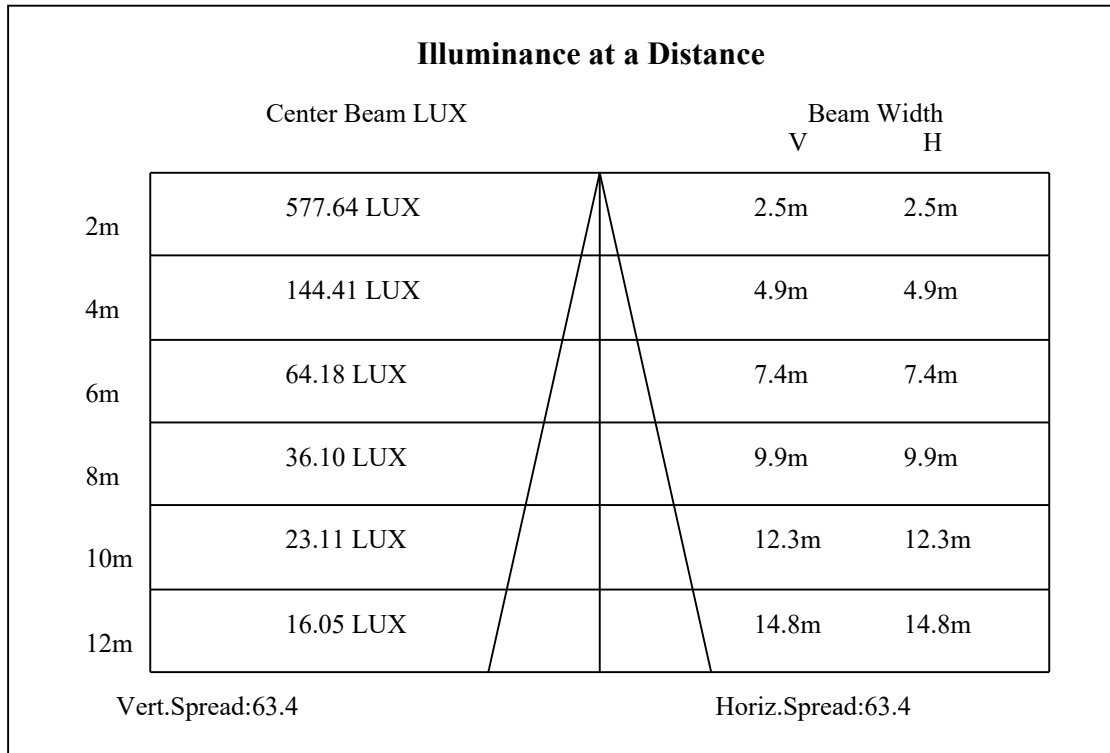 Illuminance at a Distance
Center Beam LUX Beam Width
V H
2m 577.64 LUX 2.5m 2.5m
4m 144.41 LUX 4.9m 4.9m
6m 64.18 LUX 7.4m 7.4m
8m 36.10 LUX 9.9m 9.9m
10m 23.11 LUX 12.3m 12.3m
12m 16.05 LUX 14.8m 14.8m
Vert.Spread:63.4 Horiz.Spread:63.4